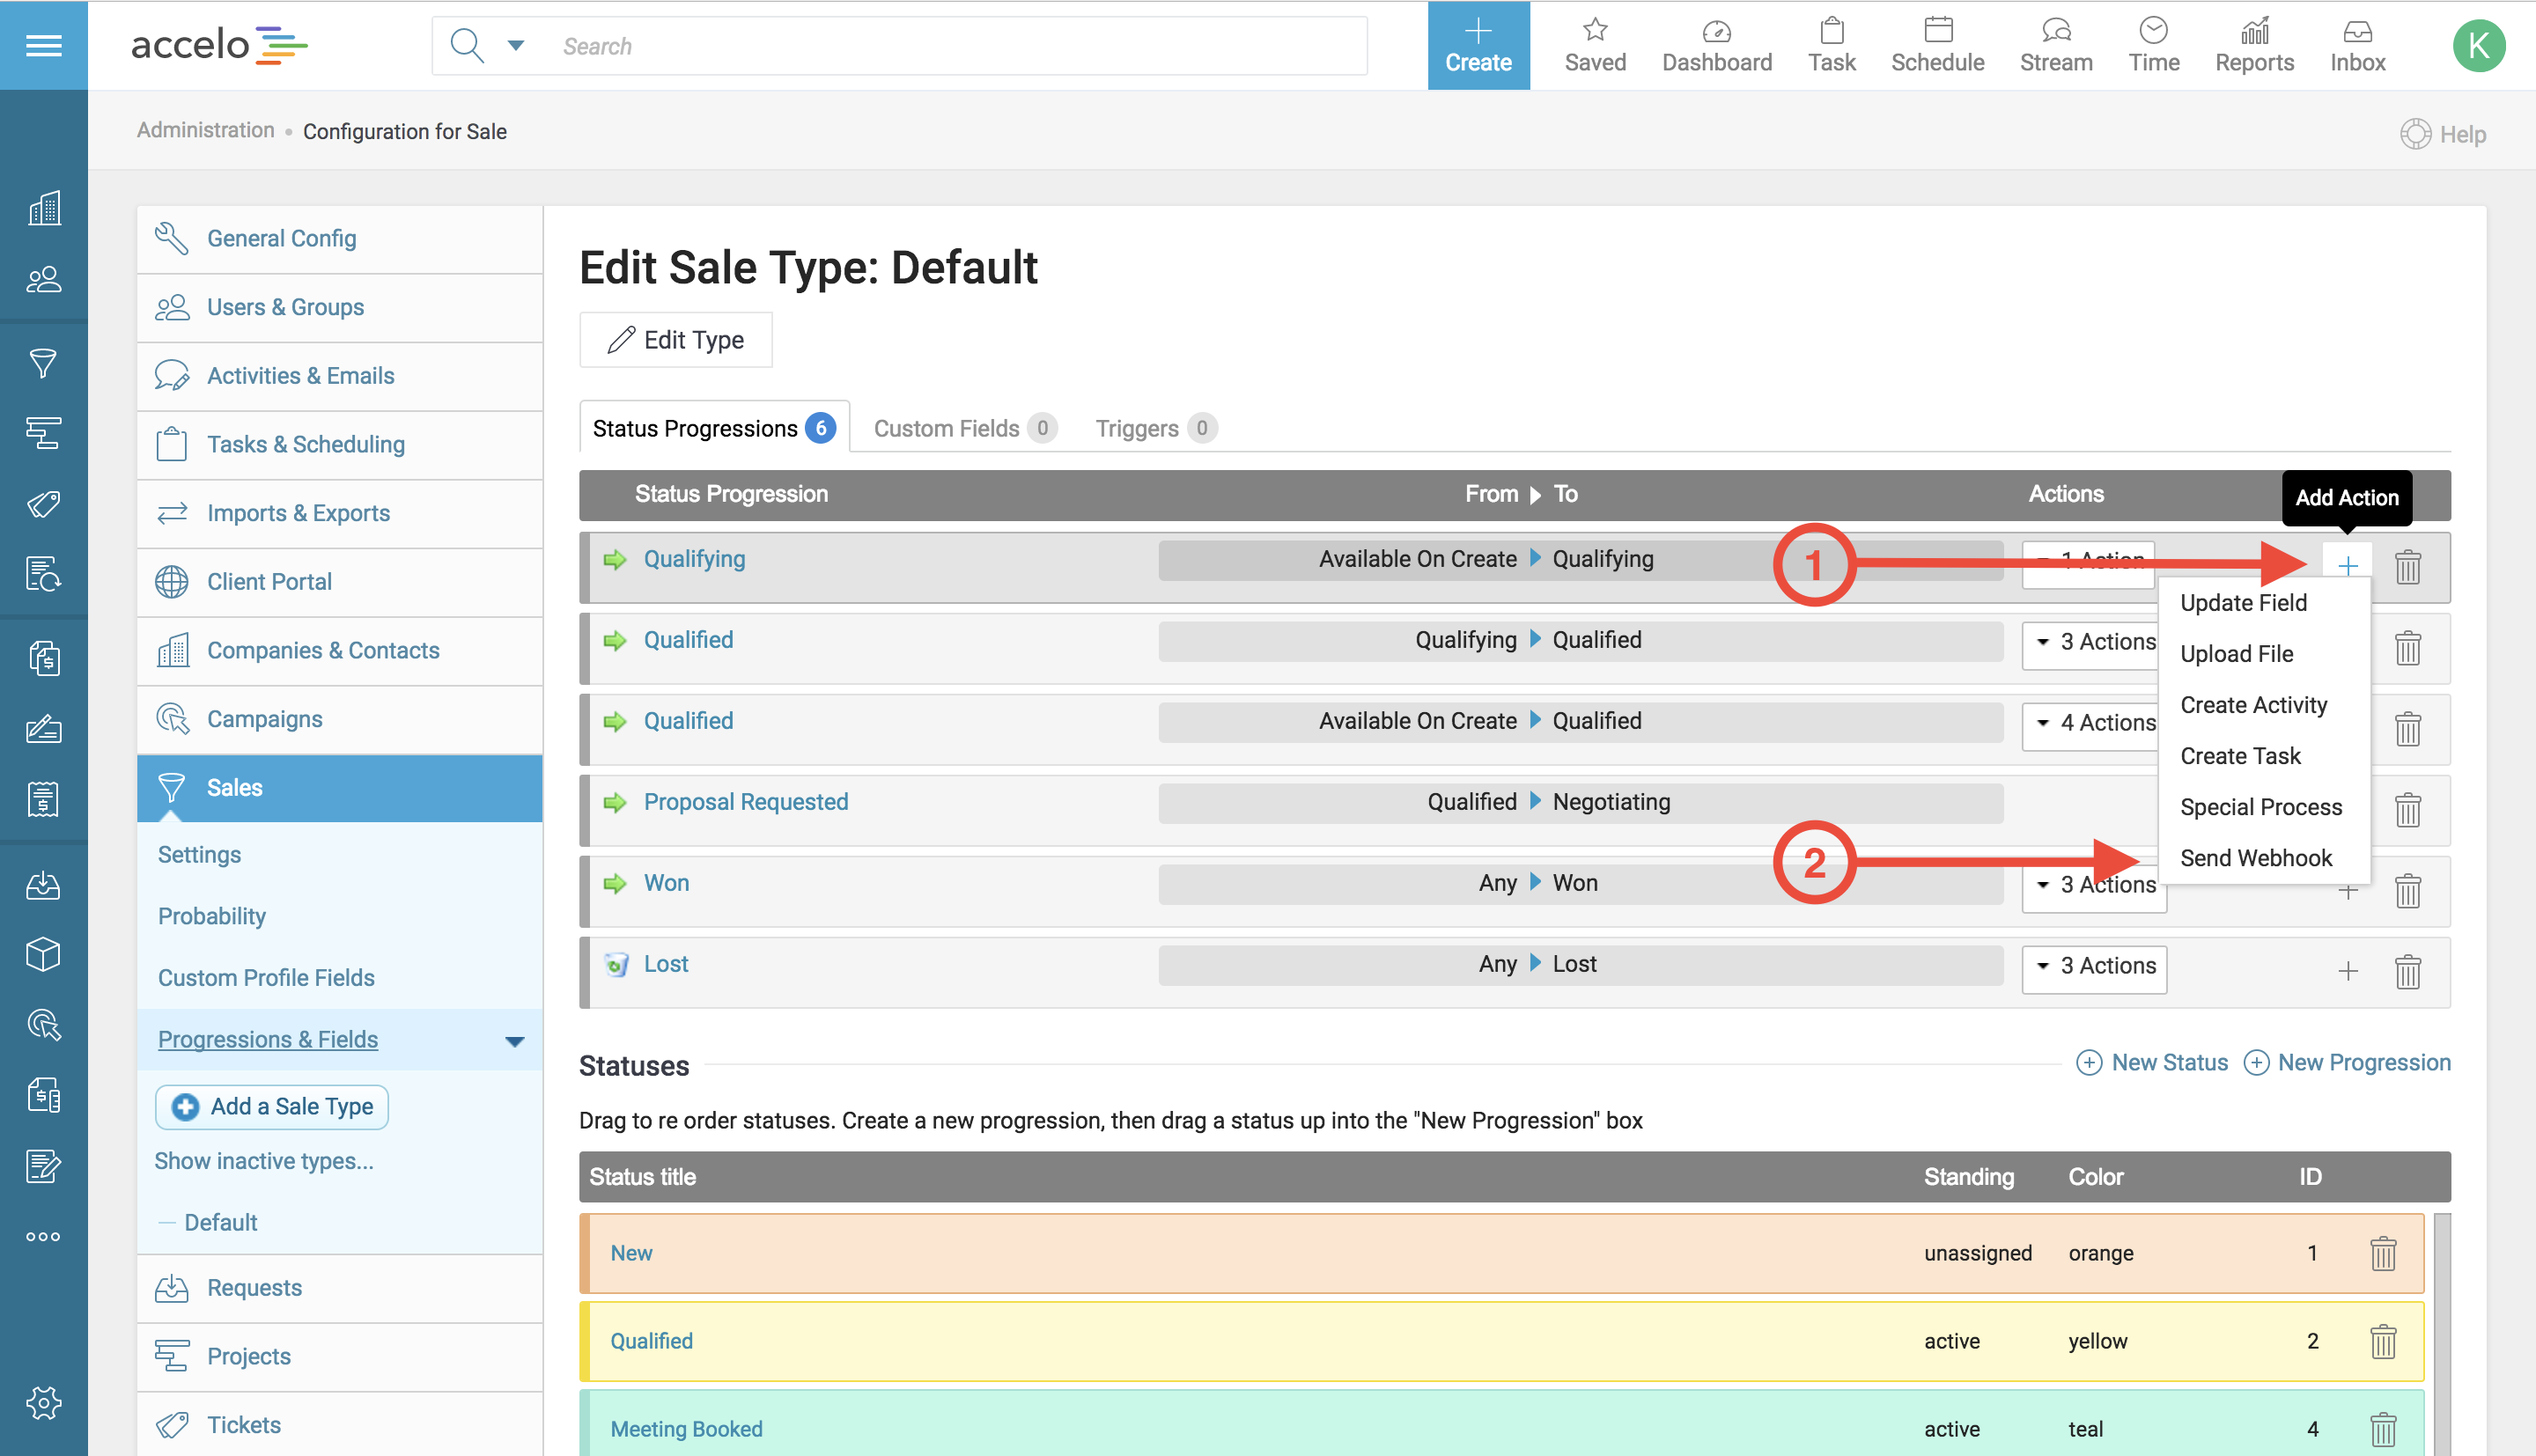 accelo
Search
Create
Saved
Dashboard
Task
Schedule
Stream
Time
Reports
Inbox
K
Administration • Configuration for Sale
Help
General Config
Users & Groups
Activities & Emails
Tasks & Scheduling
Imports & Exports
Client Portal
Companies & Contacts
Campaigns
Sales
Settings
Probability
Custom Profile Fields
Progressions & Fields
Add a Sale Type
Show inactive types...
Default
Requests
Projects
Tickets
Edit Sale Type: Default
Edit Type
Status Progressions 6
Custom Fields 0
Triggers 0
Status Progression From To Actions
Add Action
Qualifying Available On Create Qualifying 1 1 Action
Qualified Qualifying Qualified 3 Actions
Qualified Available On Create Qualified 4 Actions
Proposal Requested Qualified Negotiating
Won Any Won 2 3 Actions
Lost Any Lost 3 Actions
Update Field
Upload File
Create Activity
Create Task
Special Process
Send Webhook
Statuses
New Status
New Progression
Drag to re order statuses. Create a new progression, then drag a status up into the "New Progression" box
Status title Standing Color ID
New unassigned orange 1
Qualified active yellow 2
Meeting Booked active teal 4